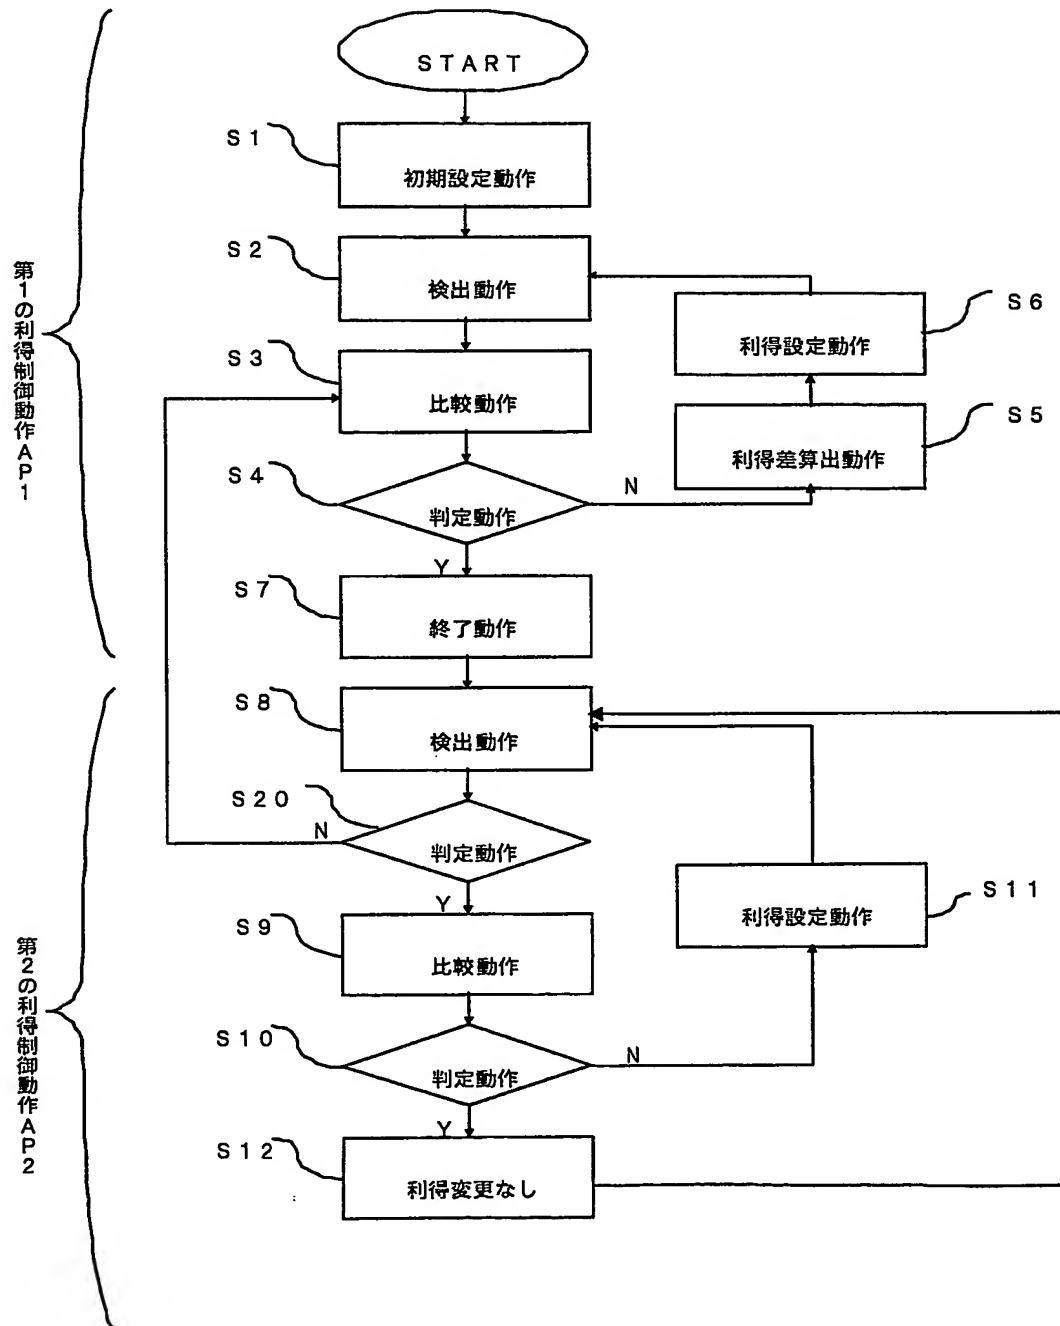 START
S1
初期設定動作
S2
検出動作
S6
利得設定動作
第1の利得制御動作AP1
S3
比較動作
S5
利得差算出動作
S4
判定動作
N
Y
S7
終了動作
S8
検出動作
S20
N
判定動作
Y
S11
利得設定動作
第2の利得制御動作AP2
S9
比較動作
S10
判定動作
N
Y
S12
利得変更なし